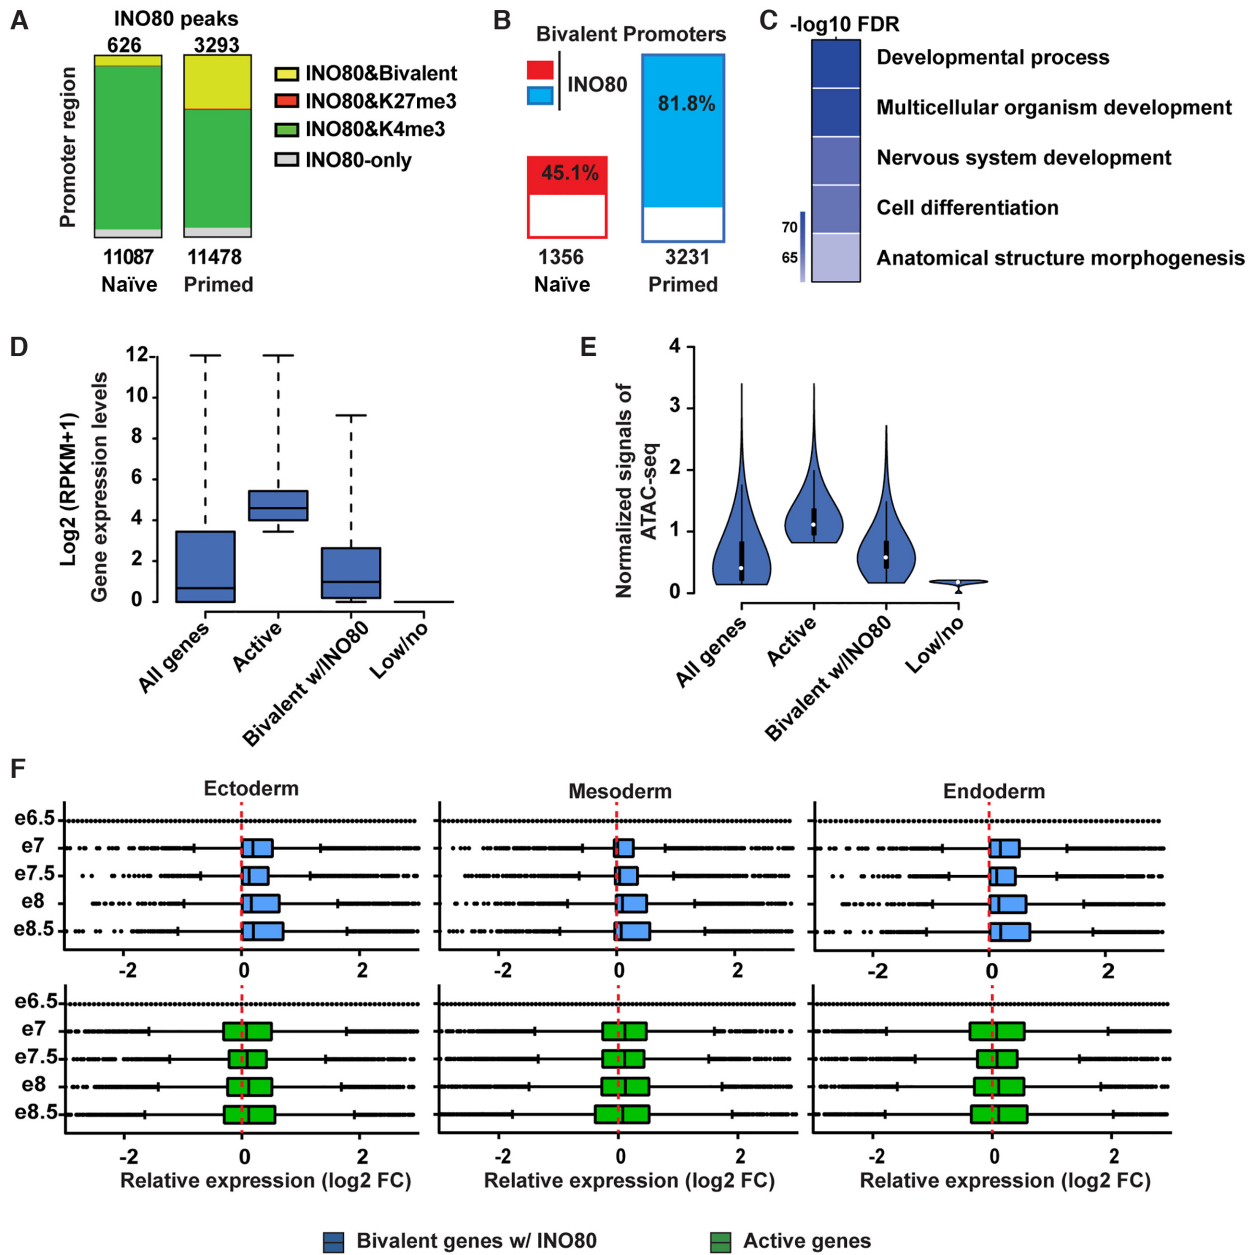 A
INO80 peaks
626
3293
Promoter region
11087
11478
Naïve
Primed
INO80&Bivalent
INO80&K27me3
INO80&K4me3
INO80-only
B
Bivalent Promoters
INO80
45.1%
81.8%
1356
3231
Naïve
Primed
C
-log10 FDR
Developmental process
Multicellular organism development
Nervous system development
Cell differentiation
Anatomical structure morphogenesis
70
65
D
Log2 (RPKM+1)
Gene expression levels
12
10
8
6
4
2
0
All genes
Active
Bivalent w/INO80
Low/no
E
Normalized signals of
ATAC-seq
4
3
2
1
0
All genes
Active
Bivalent w/INO80
Low/no
F
Ectoderm
Mesoderm
Endoderm
e6.5
e7
e7.5
e8
e8.5
-2
0
2
-2
0
2
-2
0
2
e6.5
e7
e7.5
e8
e8.5
-2
0
2
-2
0
2
-2
0
2
Relative expression (log2 FC)
Relative expression (log2 FC)
Relative expression (log2 FC)
Bivalent genes w/ INO80
Active genes